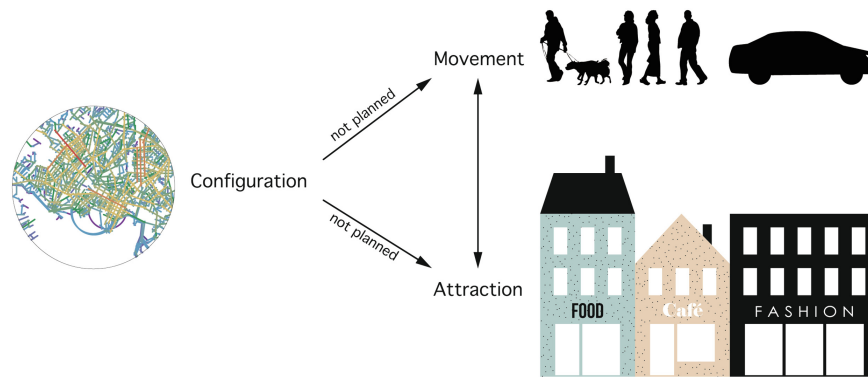 Movement
not planned
Configuration
not planned
Attraction
FOOD
Café
FASHION